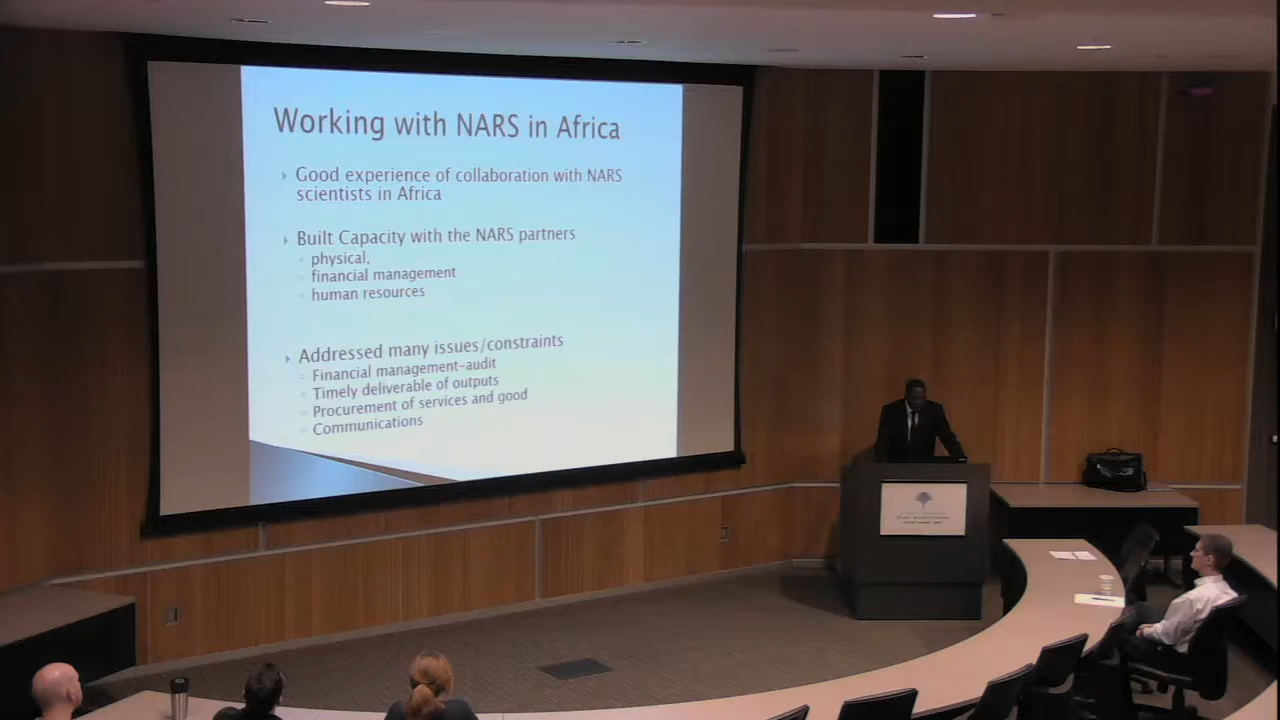 Working with NARS in Africa
Good experience of collaboration with NARS
scientists in Africa
Built Capacity with the NARS partners
physical,
financial management
human resources
Addressed many issues/constraints
Financial management-audit
Timely deliverable of outputs
Procurement of services and good
Communications